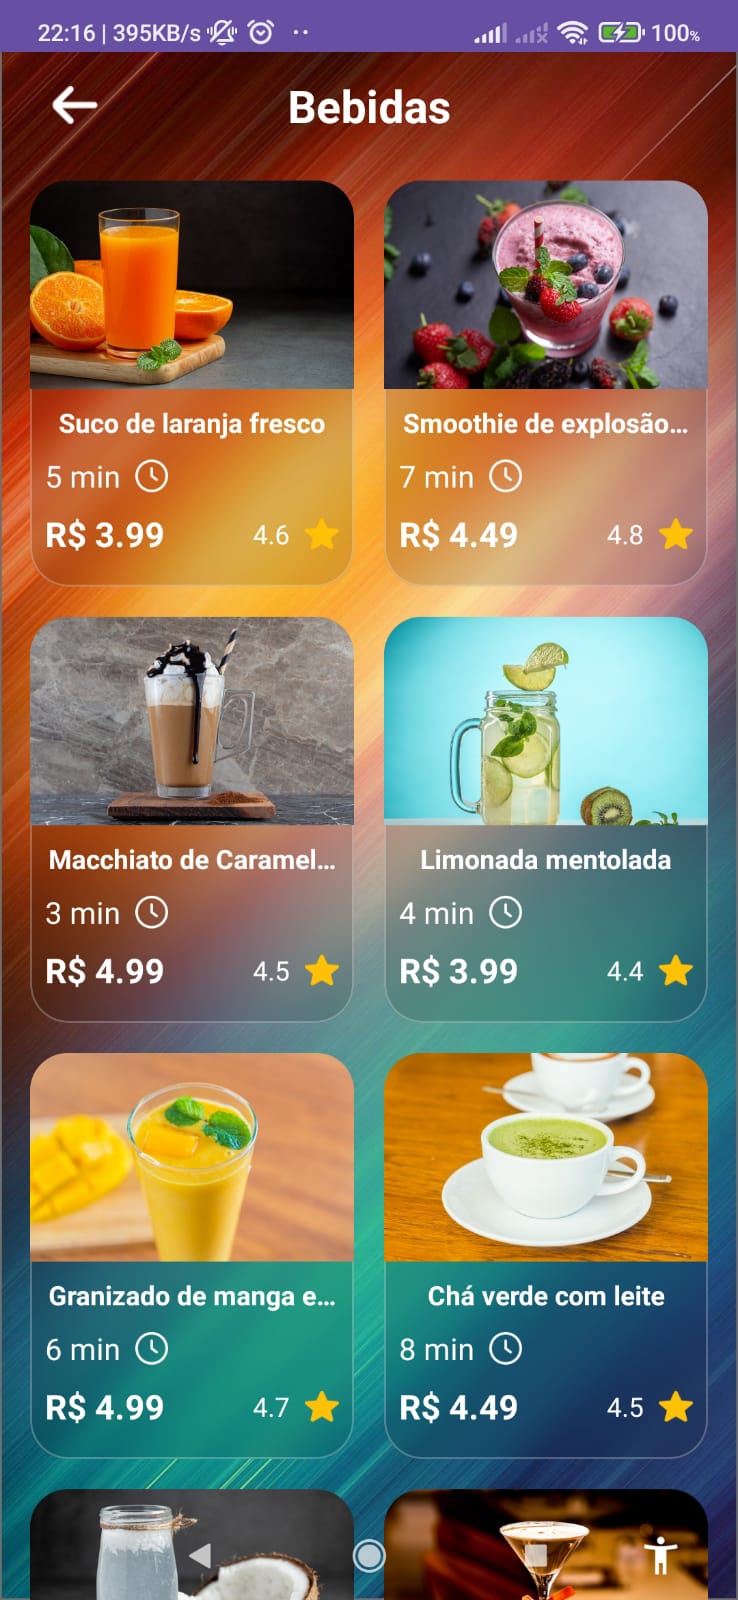 22:16 | 395KB/s
100%
Bebidas
Suco de laranja fresco
5 min
R$ 3.99
4.6
Smoothie de explosão...
7 min
R$ 4.49
4.8
Macchiato de Caramel...
3 min
R$ 4.99
4.5
Limonada mentolada
4 min
R$ 3.99
4.4
Granizado de manga e...
6 min
R$ 4.99
4.7
Chá verde com leite
8 min
R$ 4.49
4.5